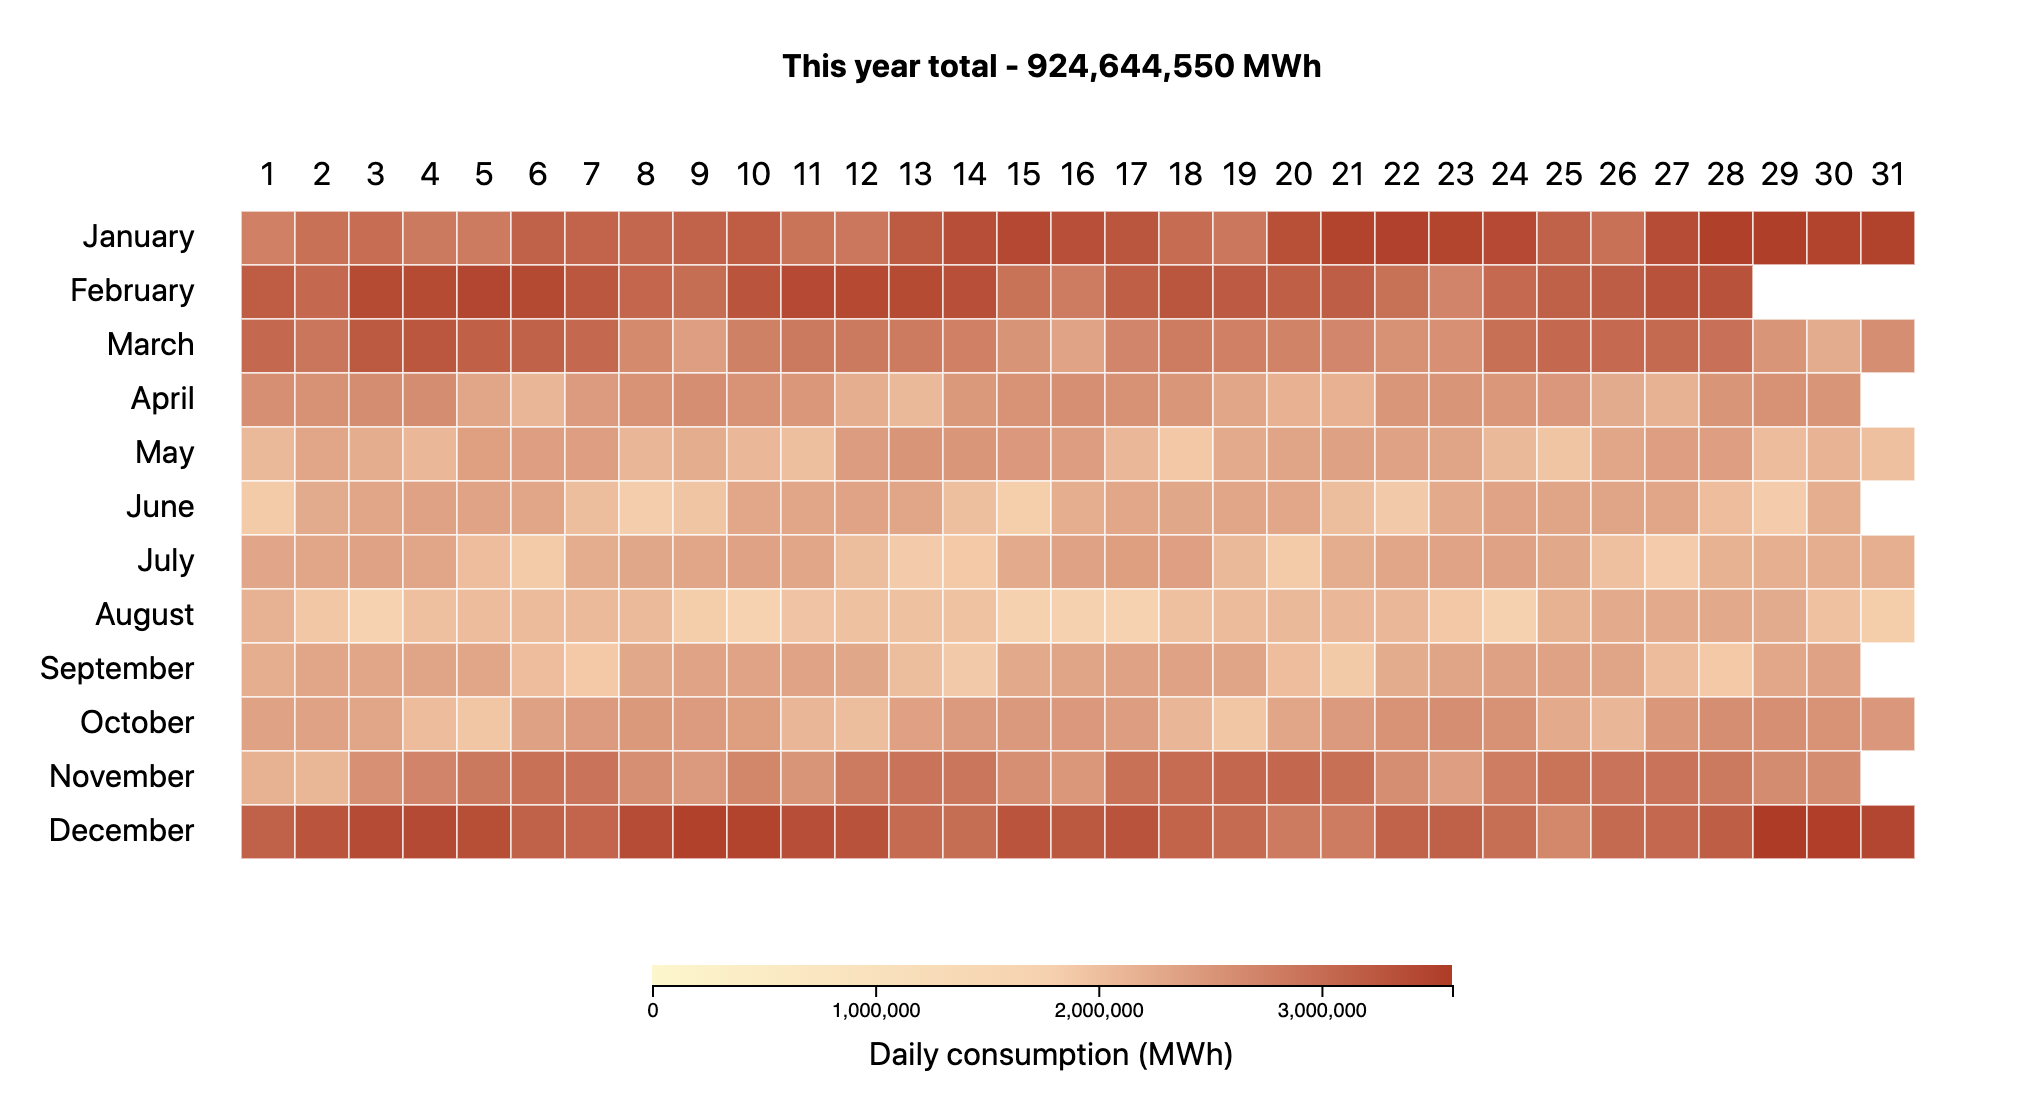 This year total - 924,644,550 MWh
1 2 3 4 5 6 7 8 9 10 11 12 13 14 15 16 17 18 19 20 21 22 23 24 25 26 27 28 29 30 31
January
February
March
April
May
June
July
August
September
October
November
December
0 1,000,000 2,000,000 3,000,000
Daily consumption (MWh)